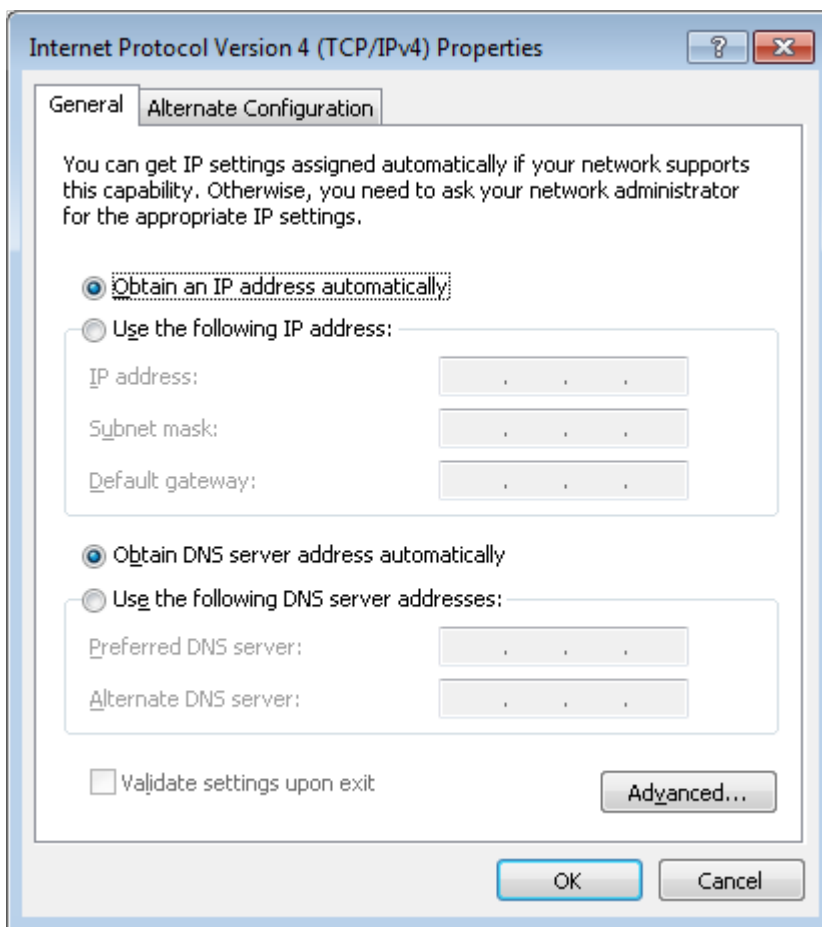 Internet Protocol Version 4 (TCP/IPv4) Properties
General
Alternate Configuration
You can get IP settings assigned automatically if your network supports
this capability. Otherwise, you need to ask your network administrator
for the appropriate IP settings.
Obtain an IP address automatically
Use the following IP address:
IP address:
Subnet mask:
Default gateway:
Obtain DNS server address automatically
Use the following DNS server addresses:
Preferred DNS server:
Alternate DNS server:
Validate settings upon exit
Advanced...
OK
Cancel